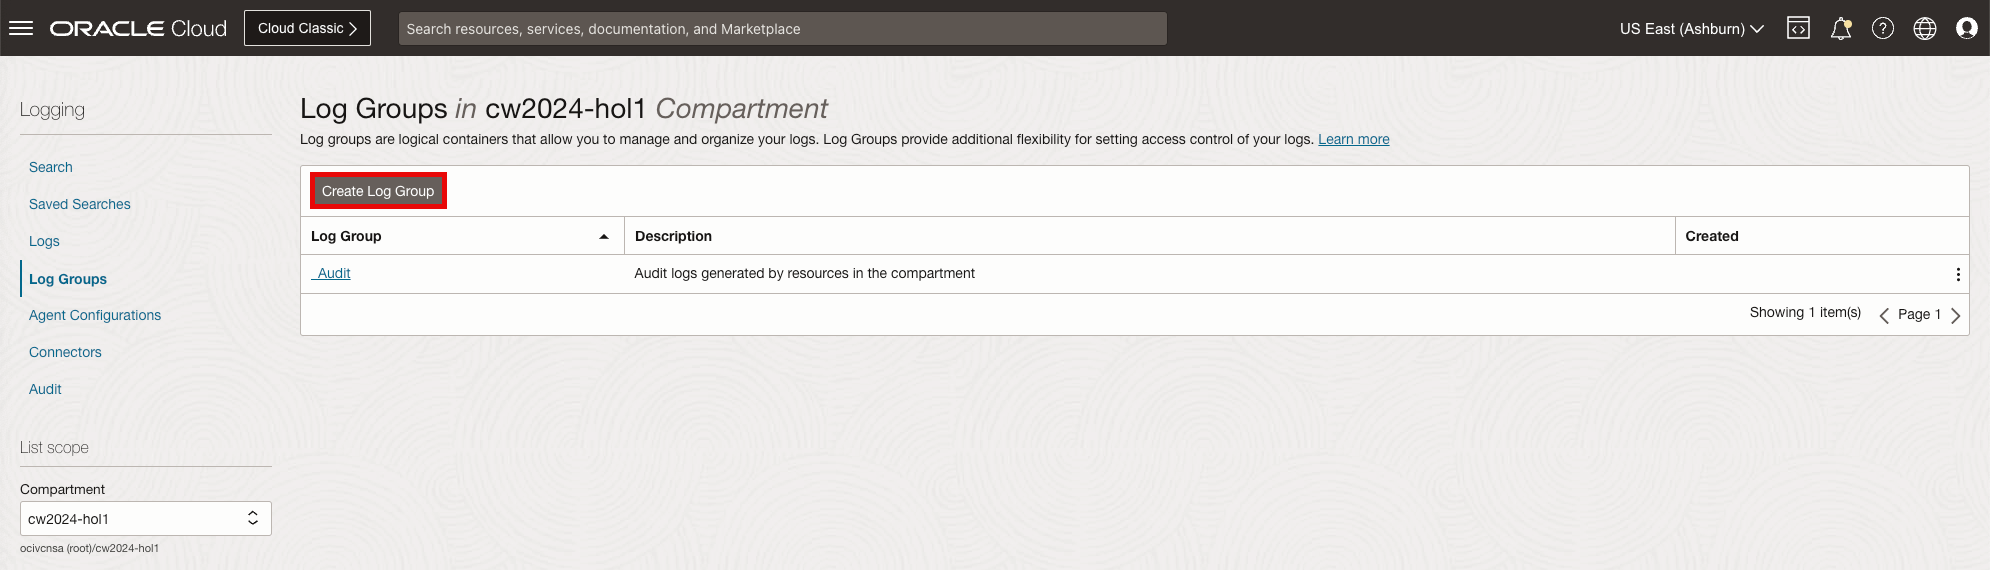 ORACLE Cloud
Cloud Classic
Search resources, services, documentation, and Marketplace
US East (Ashburn)
Logging
Search
Saved Searches
Logs
Log Groups
Agent Configurations
Connectors
Audit
List scope
Compartment
cw2024-hol1
ocivcnsa (root)/cw2024-hol1
Log Groups in cw2024-hol1 Compartment
Log groups are logical containers that allow you to manage and organize your logs. Log Groups provide additional flexibility for setting access control of your logs. Learn more
Create Log Group
Log Group Description Created
_Audit Audit logs generated by resources in the compartment
Showing 1 item(s) Page 1